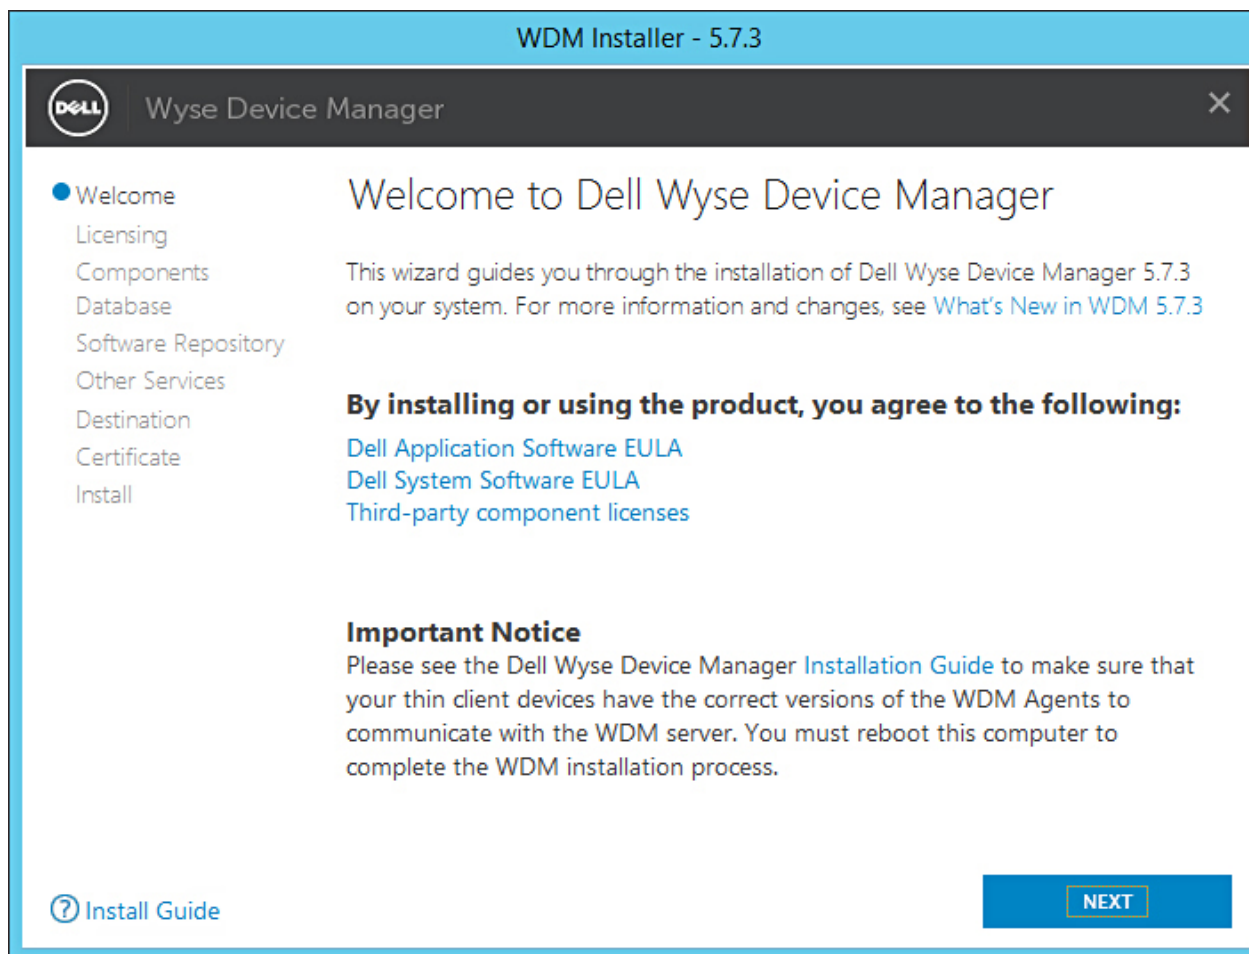 WDM Installer - 5.7.3
DELL
Wyse Device Manager
Welcome
Licensing
Components
Database
Software Repository
Other Services
Destination
Certificate
Install
Welcome to Dell Wyse Device Manager
This wizard guides you through the installation of Dell Wyse Device Manager 5.7.3
on your system. For more information and changes, see What's New in WDM 5.7.3
By installing or using the product, you agree to the following:
Dell Application Software EULA
Dell System Software EULA
Third-party component licenses
Important Notice
Please see the Dell Wyse Device Manager Installation Guide to make sure that
your thin client devices have the correct versions of the WDM Agents to
communicate with the WDM server. You must reboot this computer to
complete the WDM installation process.
? Install Guide
NEXT